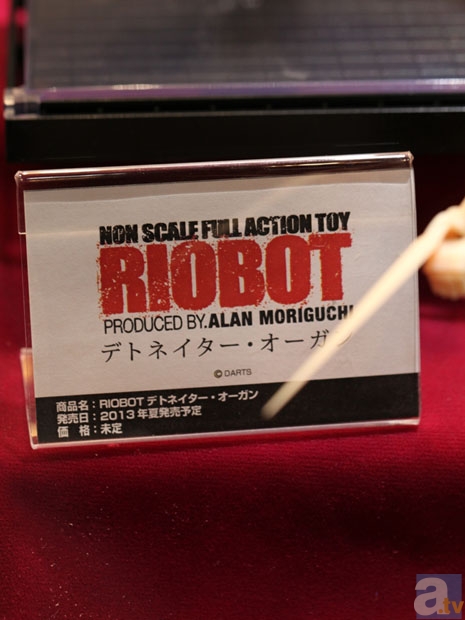 NON SCALE FULL ACTION TOY
RIOBOT
PRODUCED BY.ALAN MORIGUCHI
デトネイター・オーガン
©DARTS
商品名：RIOBOT デトネイター・オーガン
発売日：2013年夏発売予定
価　格：未定
a.tv